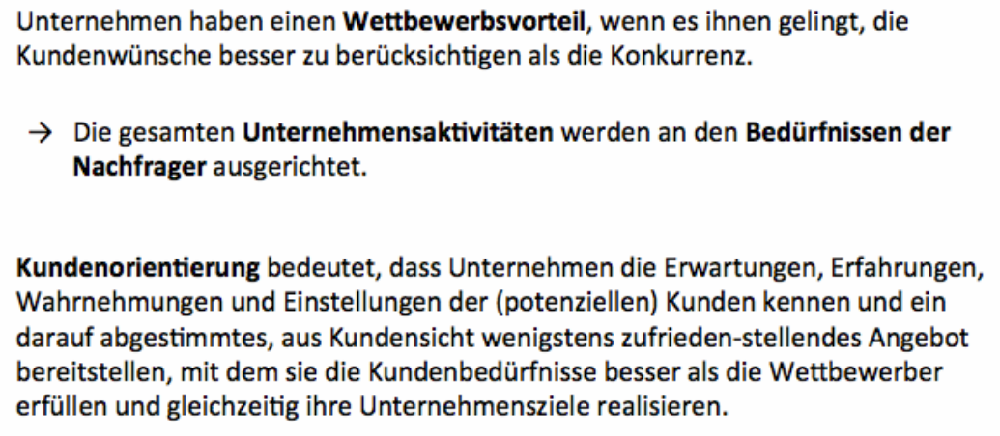 Unternehmen haben einen Wettbewerbsvorteil, wenn es ihnen gelingt, die
Kundenwünsche besser zu berücksichtigen als die Konkurrenz.
→ Die gesamten Unternehmensaktivitäten werden an den Bedürfnissen der
Nachfrager ausgerichtet.
Kundenorientierung bedeutet, dass Unternehmen die Erwartungen, Erfahrungen,
Wahrnehmungen und Einstellungen der (potenziellen) Kunden kennen und ein
darauf abgestimmtes, aus Kundensicht wenigstens zufrieden-stellendes Angebot
bereitstellen, mit dem sie die Kundenbedürfnisse besser als die Wettbewerber
erfüllen und gleichzeitig ihre Unternehmensziele realisieren.